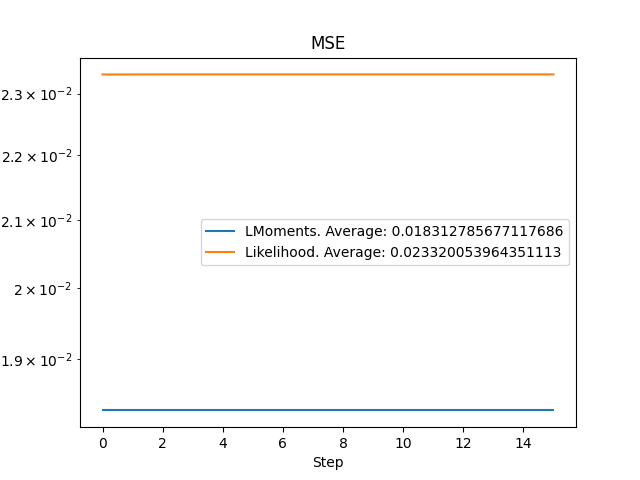 MSE
2.3 × 10⁻²
2.2 × 10⁻²
2.1 × 10⁻²
2 × 10⁻²
1.9 × 10⁻²
LMoments. Average: 0.018312785677117686
Likelihood. Average: 0.023320053964351113
0 2 4 6 8 10 12 14
Step